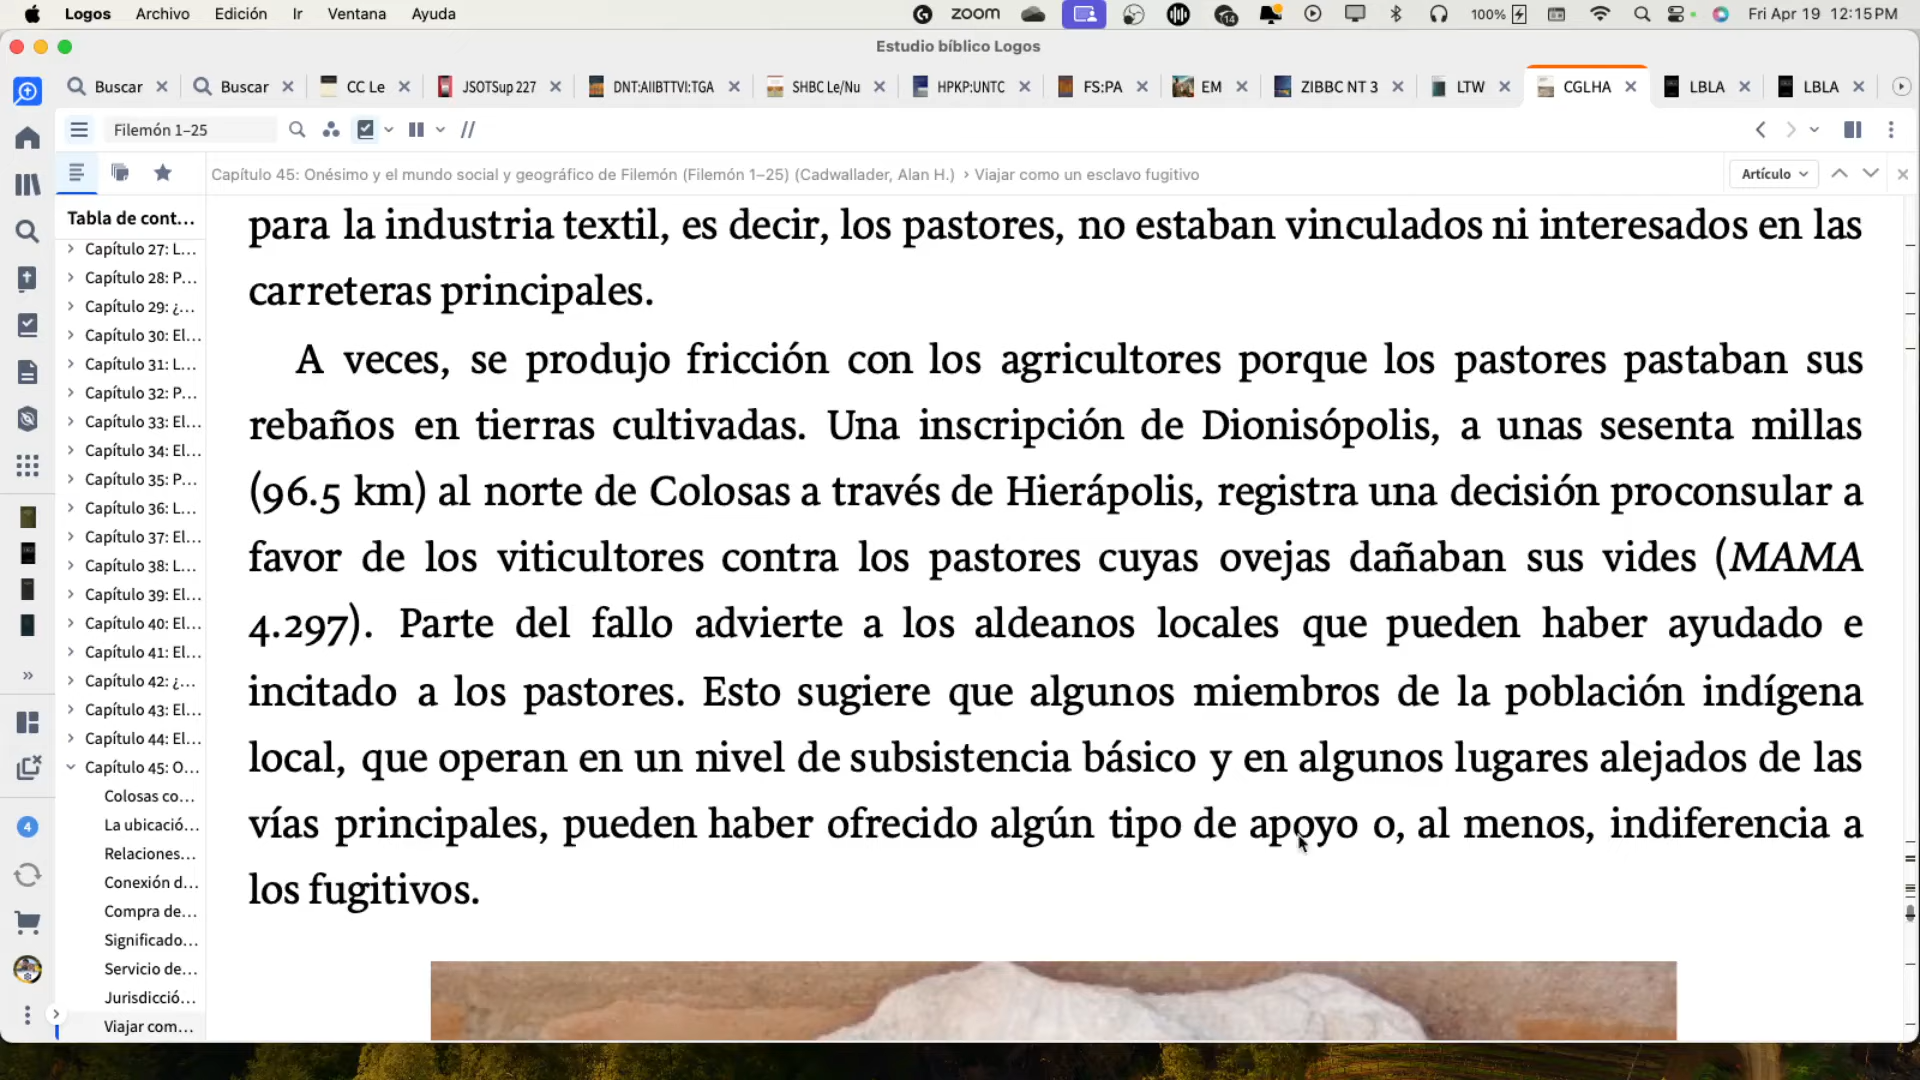 Logos Archivo Edición Ir Ventana Ayuda zoom 14 100% Fri Apr 19 12:15PM
Estudio bíblico Logos
Buscar Buscar CC Le JSOTSup 227 DNT:AIIBTTVI:TGA SHBC Le/Nu HPKP:UNTC FS:PA EM ZIBBC NT 3 LTW CGLHA LBLA LBLA
Filemón 1–25
Capítulo 45: Onésimo y el mundo social y geográfico de Filemón (Filemón 1–25) (Cadwallader, Alan H.) › Viajar como un esclavo fugitivo Artículo
Tabla de cont...
Capítulo 27: L...
Capítulo 28: P...
Capítulo 29: ¿...
Capítulo 30: El...
Capítulo 31: L...
Capítulo 32: P...
Capítulo 33: El...
Capítulo 34: El...
Capítulo 35: P...
Capítulo 36: L...
Capítulo 37: El...
Capítulo 38: L...
Capítulo 39: El...
Capítulo 40: El...
Capítulo 41: El...
Capítulo 42: ¿...
Capítulo 43: El...
Capítulo 44: El...
Capítulo 45: O...
Colosas co...
La ubicació...
Relaciones...
Conexión d...
Compra de...
Significado...
Servicio de...
Jurisdicció...
Viajar com...
4
para la industria textil, es decir, los pastores, no estaban vinculados ni interesados en las
carreteras principales.
A veces, se produjo fricción con los agricultores porque los pastores pastaban sus
rebaños en tierras cultivadas. Una inscripción de Dionisópolis, a unas sesenta millas
(96.5 km) al norte de Colosas a través de Hierápolis, registra una decisión proconsular a
favor de los viticultores contra los pastores cuyas ovejas dañaban sus vides (MAMA
4.297). Parte del fallo advierte a los aldeanos locales que pueden haber ayudado e
incitado a los pastores. Esto sugiere que algunos miembros de la población indígena
local, que operan en un nivel de subsistencia básico y en algunos lugares alejados de las
vías principales, pueden haber ofrecido algún tipo de apoyo o, al menos, indiferencia a
los fugitivos.